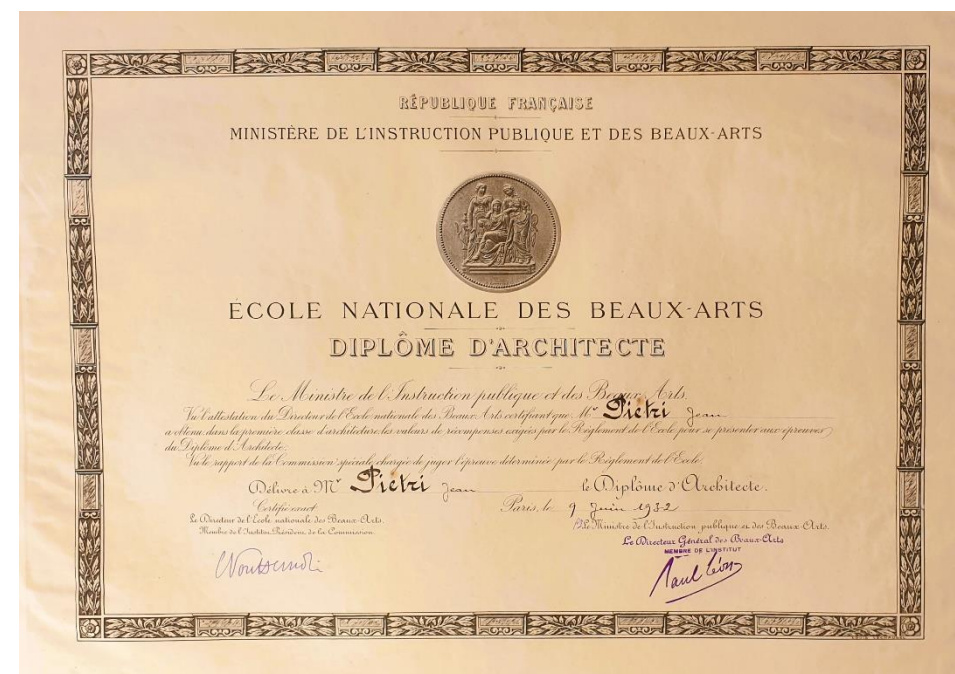 RÉPUBLIQUE FRANÇAISE
MINISTÈRE DE L'INSTRUCTION PUBLIQUE ET DES BEAUX-ARTS
ÉCOLE NATIONALE DES BEAUX-ARTS
DIPLÔME D'ARCHITECTE
Le Ministre de l'Instruction publique et des Beaux-Arts,
Vu l'attestation du Directeur de l'Ecole nationale des Beaux-Arts certifiant que Mr Pietri Jean
a obtenu dans la première classe d'architecture, les valeurs de récompenses exigées par le Règlement de l'Ecole pour se présenter aux épreuves
du Diplôme d'Architecte.
Vu le rapport de la Commission spéciale chargée de juger l'épreuve déterminée par le Règlement de l'Ecole,
Délivre à Mr Pietri Jean le Diplôme d'Architecte.
Certifié exact
Paris, le 9 Juin 1932
Le Directeur de l'Ecole nationale des Beaux-Arts,
Membre de l'Institut, Président de la Commission.
Le Ministre de l'Instruction publique et des Beaux-Arts.
Le Directeur Général des Beaux-Arts
MEMBRE DE L'INSTITUT
Paul Léon